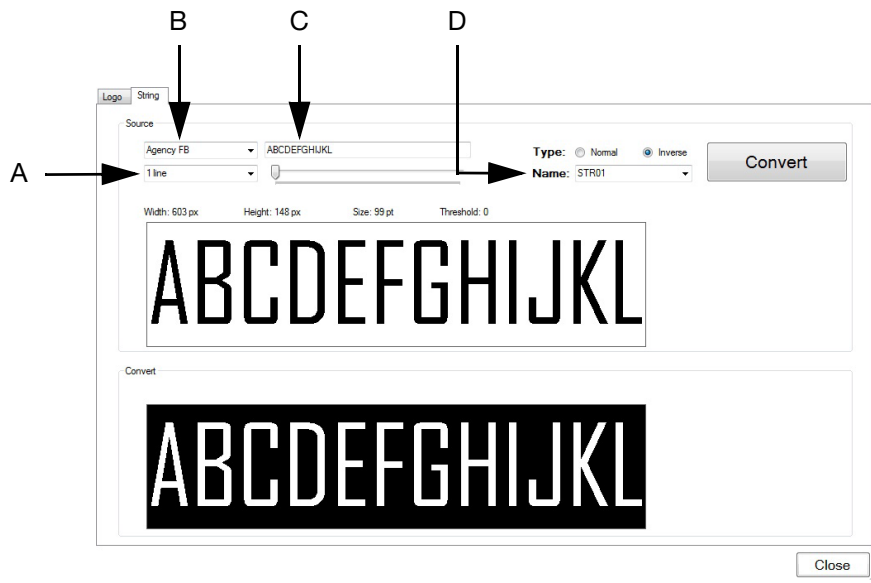 B C D
Logo String
Source
Agency FB ABCDEFGHIJKL
Type: Normal Inverse
Convert
A 1 line
Name: STR01
Width: 603 px Height: 148 px Size: 99 pt Threshold: 0
ABCDEFGHIJKL
Convert
ABCDEFGHIJKL
Close